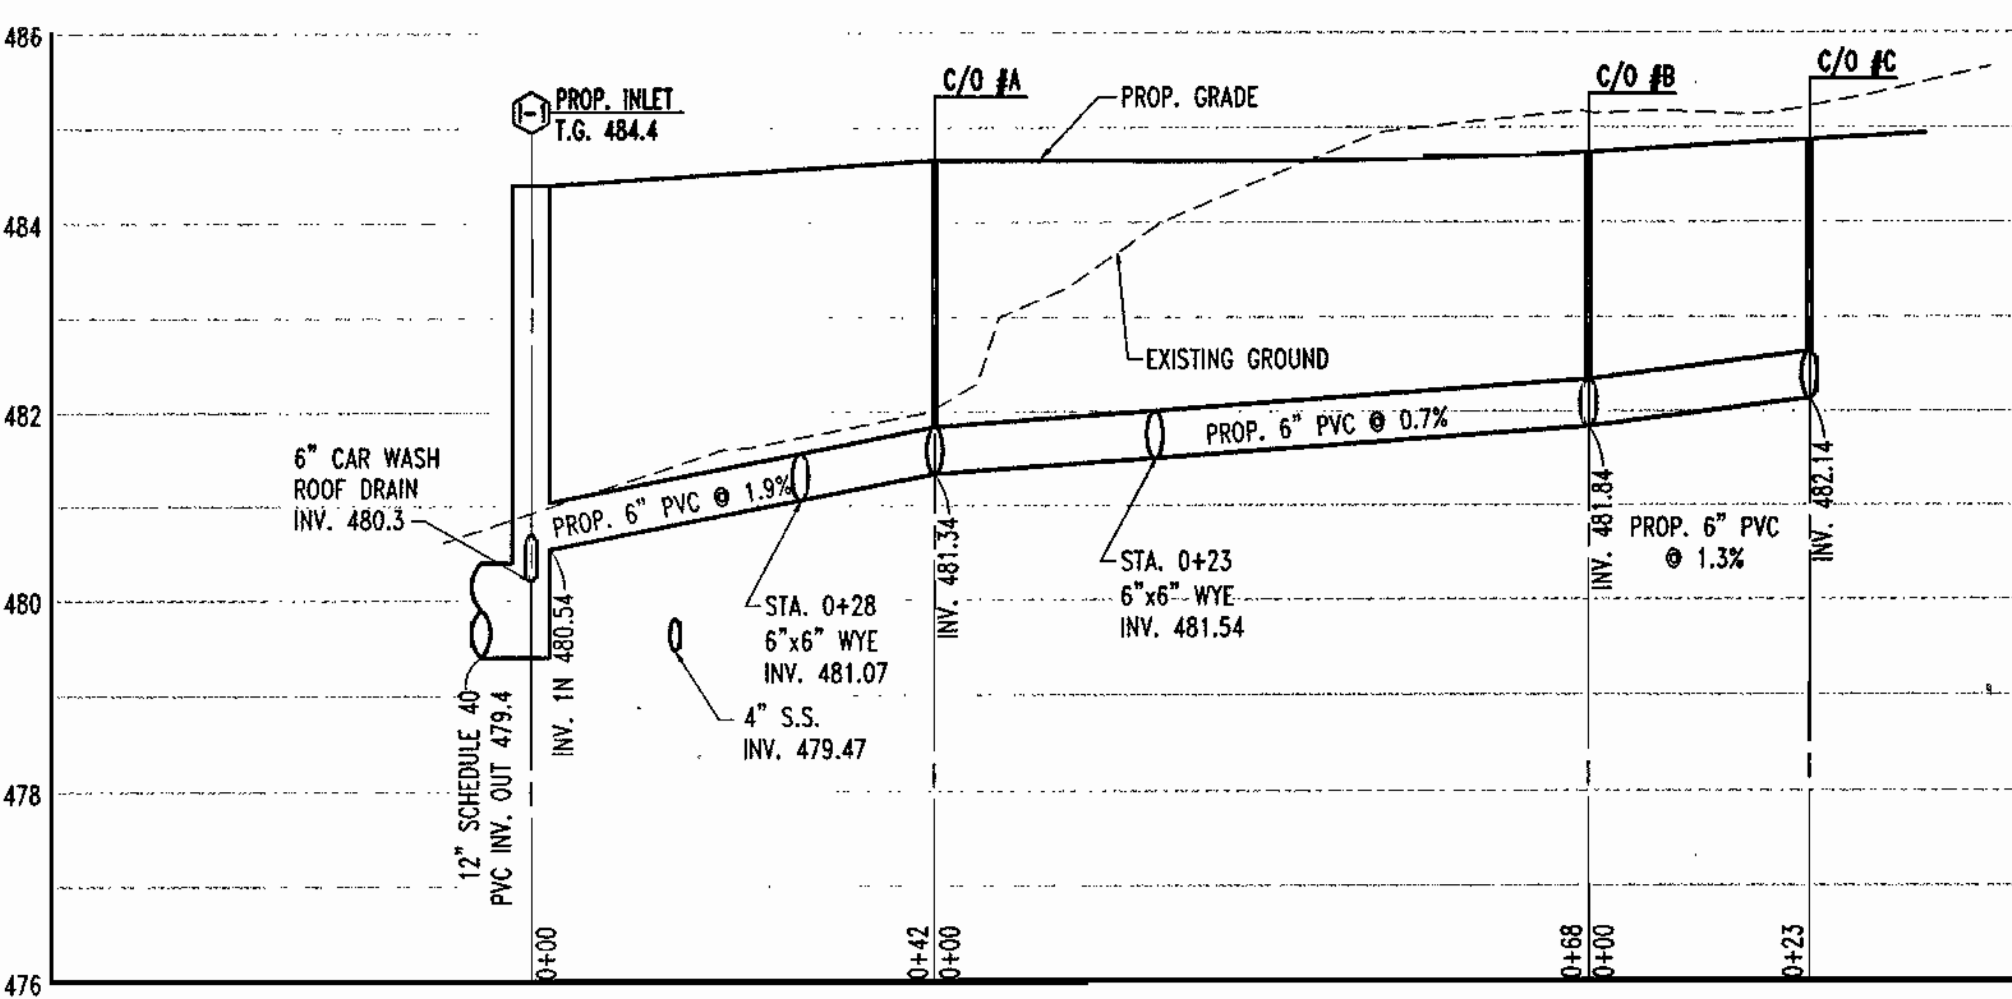 486
484
482
480
478
476
I-1
PROP. INLET
T.G. 484.4
C/O #A
PROP. GRADE
C/O #B
C/O #C
EXISTING GROUND
6" CAR WASH
ROOF DRAIN
INV. 480.3
PROP. 6" PVC @ 1.9%
PROP. 6" PVC @ 0.7%
PROP. 6" PVC
@ 1.3%
STA. 0+28
6"x6" WYE
INV. 481.07
4" S.S.
INV. 479.47
STA. 0+23
6"x6" WYE
INV. 481.54
12" SCHEDULE 40
PVC INV. OUT 479.4
INV. 1N 480.54
INV. 481.34
INV. 481.84
INV. 482.14
0+00
0+42
0+00
0+68
0+00
0+23